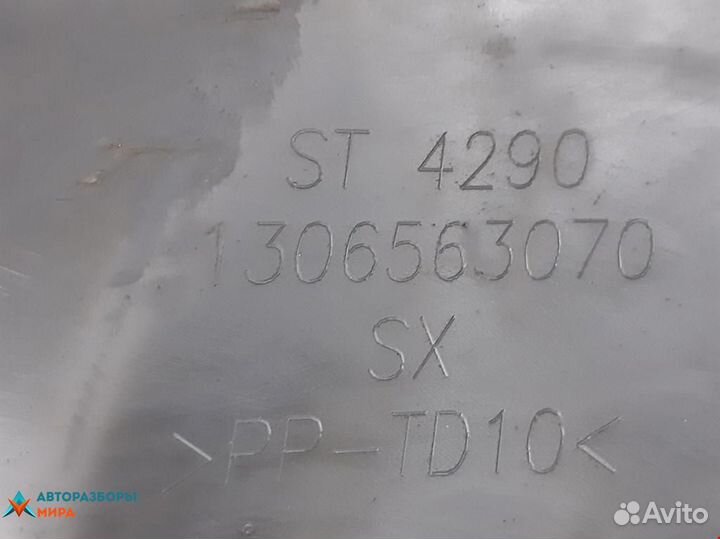 ST 4290
1306563070
SX
>PP-TD10<
АВТОРАЗБОРЫ
МИРА
Avito